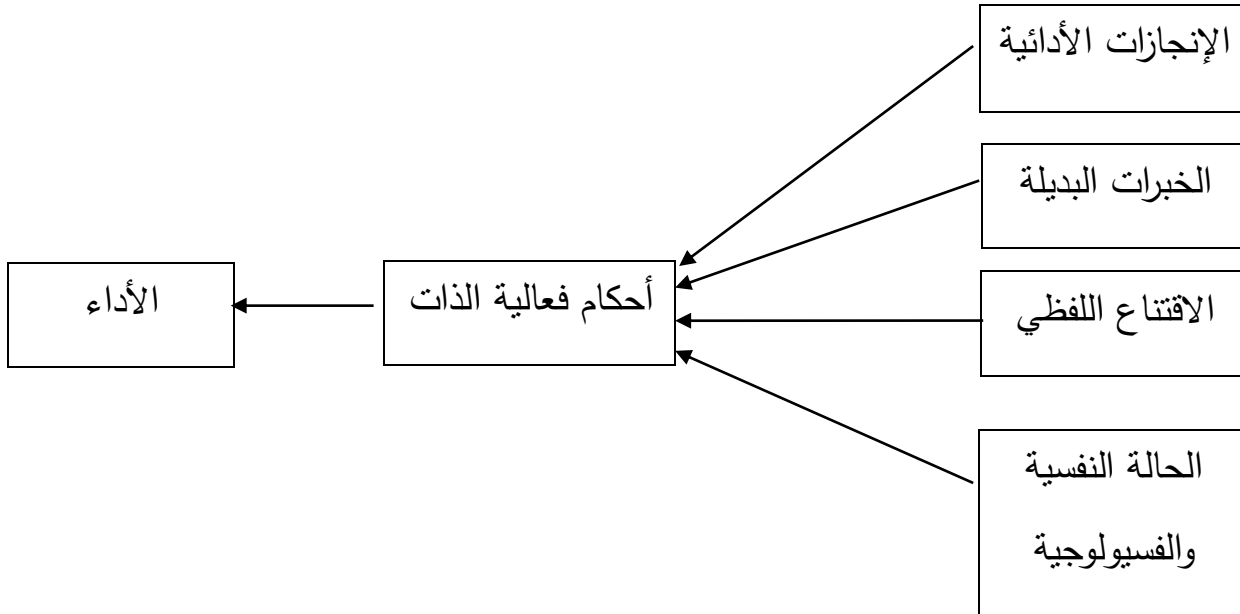 الإنجازات الأدائية
الخبرات البديلة
الاقتناع اللفظي
الحالة النفسية
والفسيولوجية
أحكام فعالية الذات
الأداء